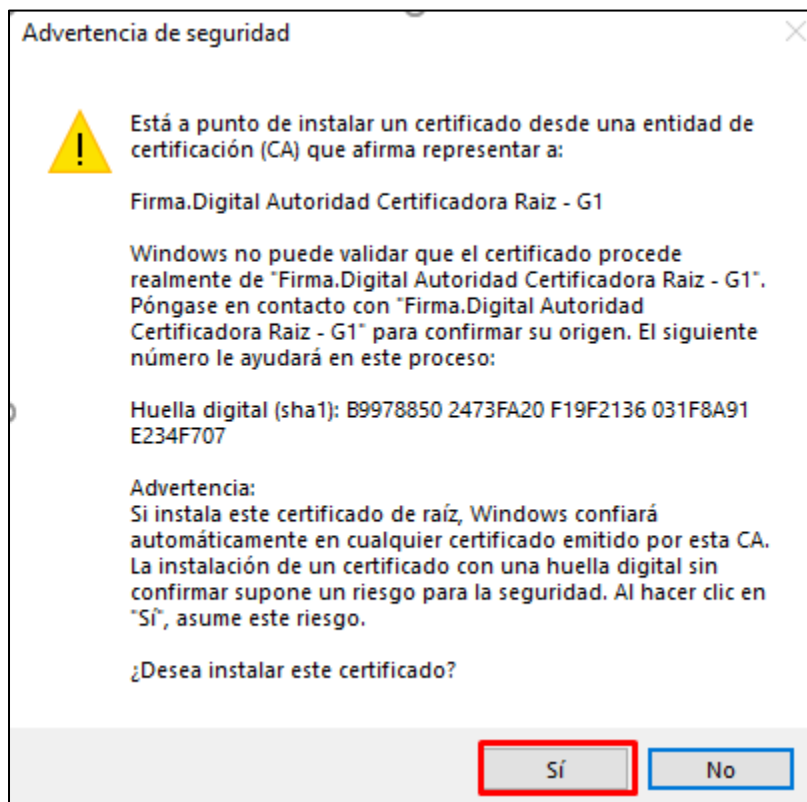 Advertencia de seguridad
Está a punto de instalar un certificado desde una entidad de
certificación (CA) que afirma representar a:
Firma.Digital Autoridad Certificadora Raiz - G1
Windows no puede validar que el certificado procede
realmente de "Firma.Digital Autoridad Certificadora Raiz - G1".
Póngase en contacto con "Firma.Digital Autoridad
Certificadora Raiz - G1" para confirmar su origen. El siguiente
número le ayudará en este proceso:
Huella digital (sha1): B9978850 2473FA20 F19F2136 031F8A91
E234F707
Advertencia:
Si instala este certificado de raíz, Windows confiará
automáticamente en cualquier certificado emitido por esta CA.
La instalación de un certificado con una huella digital sin
confirmar supone un riesgo para la seguridad. Al hacer clic en
"Sí", asume este riesgo.
¿Desea instalar este certificado?
Sí
No